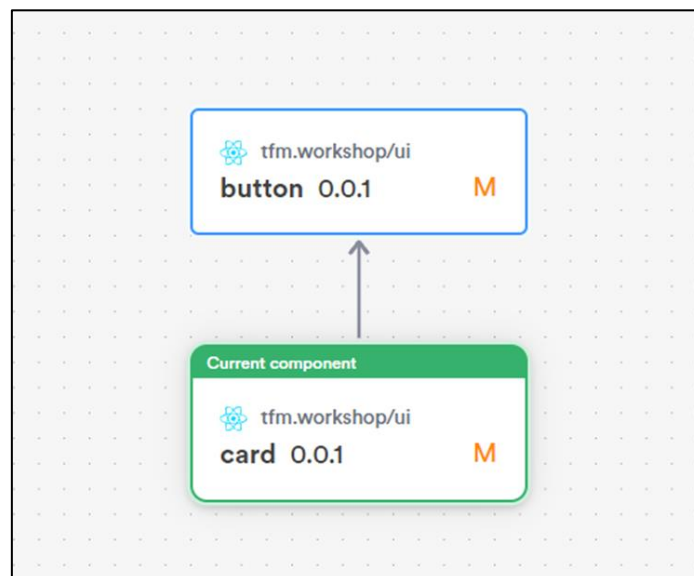 tfm.workshop/ui
button 0.0.1 M
Current component
tfm.workshop/ui
card 0.0.1 M